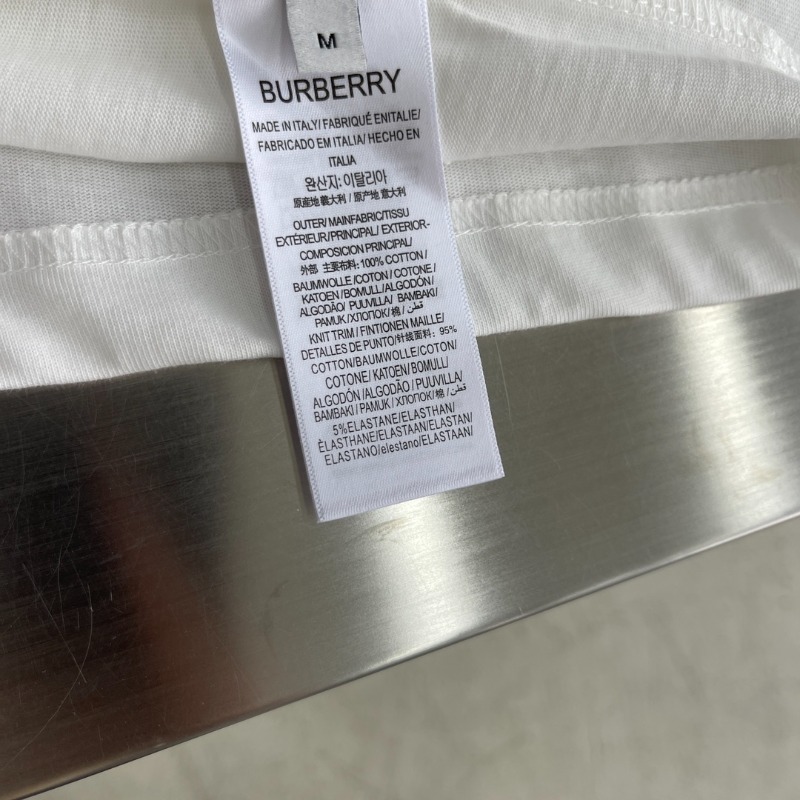 M
BURBERRY
MADE IN ITALY/ FABRIQUÉ ENITALIE/
FABRICADO EM ITALIA/ HECHO EN
ITALIA
완산지: 이탈리아
原産地 義大利 / 原产地 意大利
OUTER/ MAINFABRIC/TISSU
EXTÉRIEUR/PRINCIPAL/ EXTERIOR-
COMPOSICION PRINCIPAL/
外部 主要布料: 100% COTTON/
BAUMWOLLE/COTON/ COTONE/
KATOEN/ BOMULL/ ALGODÓN/
ALGODÃO/ PUUVILLA/ BAMBAKI/
PAMUK/ХЛОПОК/棉/ قطن/
KNIT TRIM / FINTIONEN MAILLE/
DETALLES DE PUNTO/针线面料: 95%
COTTON/BAUMWOLLE/COTON/
COTONE/ KATOEN/BOMULL/
ALGODÓN /ALGODÃO / PUUVILLA/
BAMBAKI / PAMUK / ХЛОПОК/ 棉/ قطن/
5%ELASTANE/ELASTHAN/
ÈLASTHANE/ELASTAAN/ELASTAN/
ELASTANO/elestano/ELASTAAN/